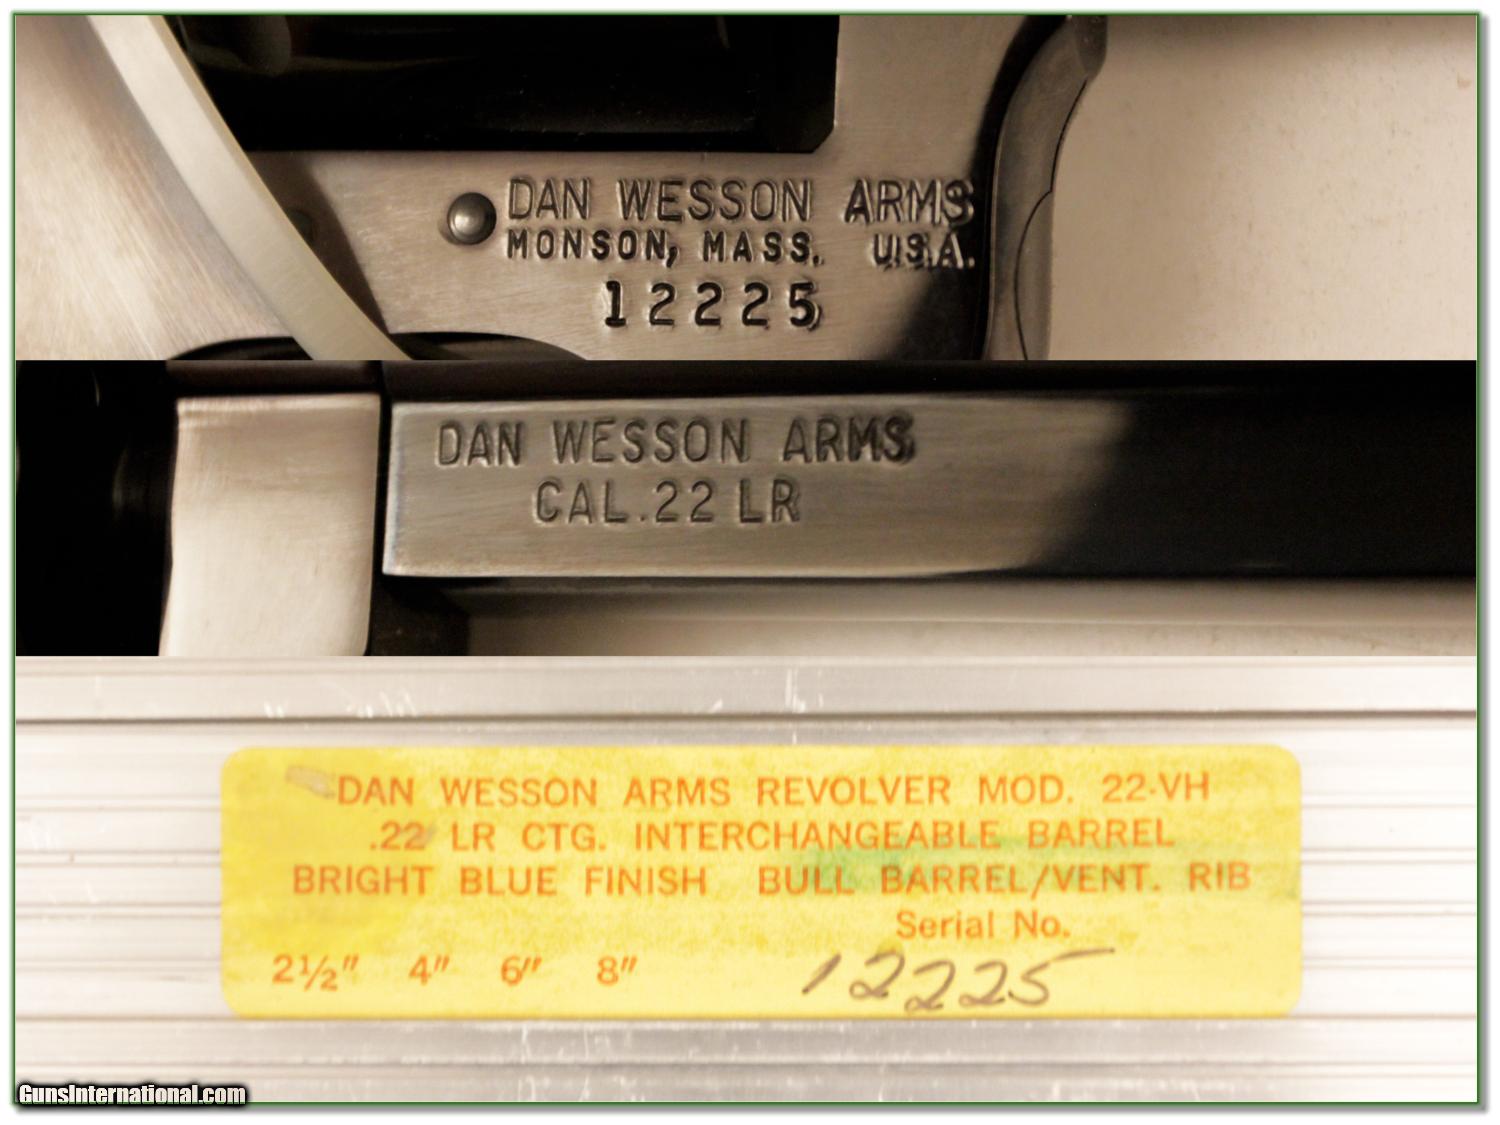 DAN WESSON ARMS
MONSON, MASS. U.S.A.
12225
DAN WESSON ARMS
CAL .22 LR
DAN WESSON ARMS REVOLVER MOD. 22-VH
.22 LR CTG. INTERCHANGEABLE BARREL
BRIGHT BLUE FINISH BULL BARREL/VENT. RIB
Serial No.
2½" 4" 6" 8" 12225
GunsInternational.com